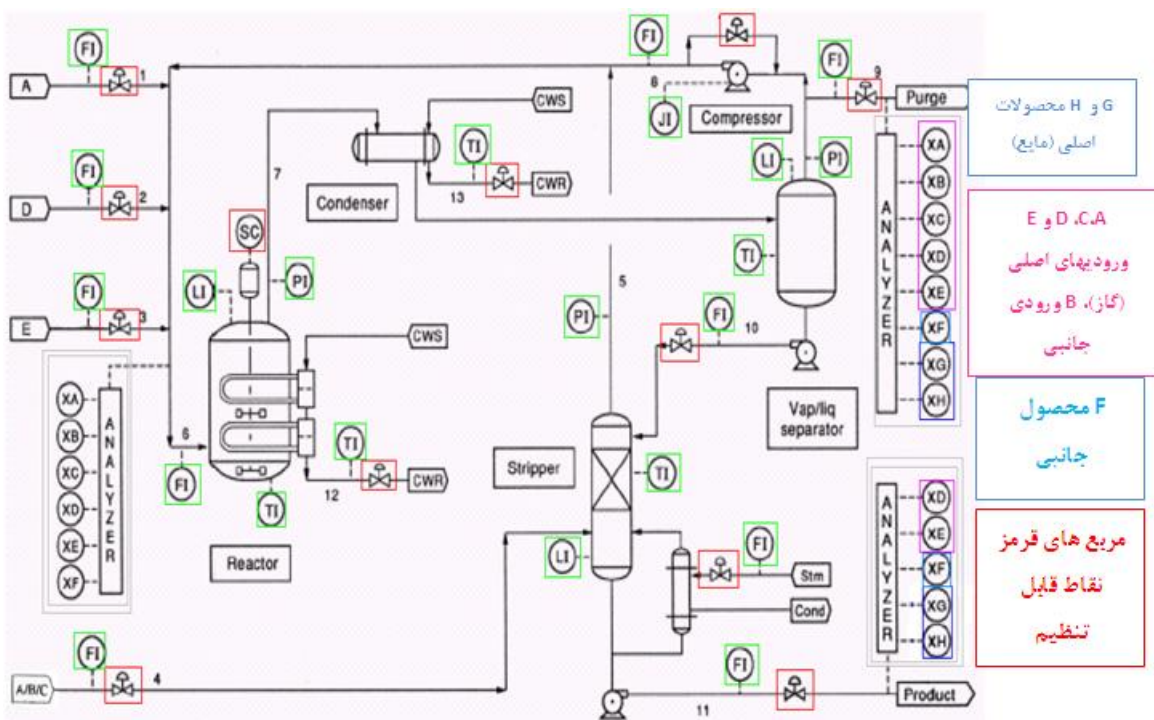 FI
FI
9
FI
1
A
8
CWS
Purge
JI
Compressor
G و H محصولات
اصلی (مایع)
XA
TI
LI
PI
FI
7
2
CWR
XB
13
D
Condenser
XC
A،C، D و E
ورودیهای اصلی
(گاز)، B ورودی
جانبی
ANALYZER
SC
XD
TI
LI
PI
5
XE
FI
PI
FI
10
XF
3
E
CWS
XG
XA
XH
Vap/liq
separator
F محصول
جانبی
XB
6
TI
Stripper
TI
XC
ANALYZER
FI
12
CWR
XD
XD
TI
XE
XE
Reactor
LI
FI
XF
ANALYZER
XF
Stm
XG
Cond
XH
مربع های قرمز
نقاط قابل
تنظیم
FI
4
FI
A/B/C
11
Product